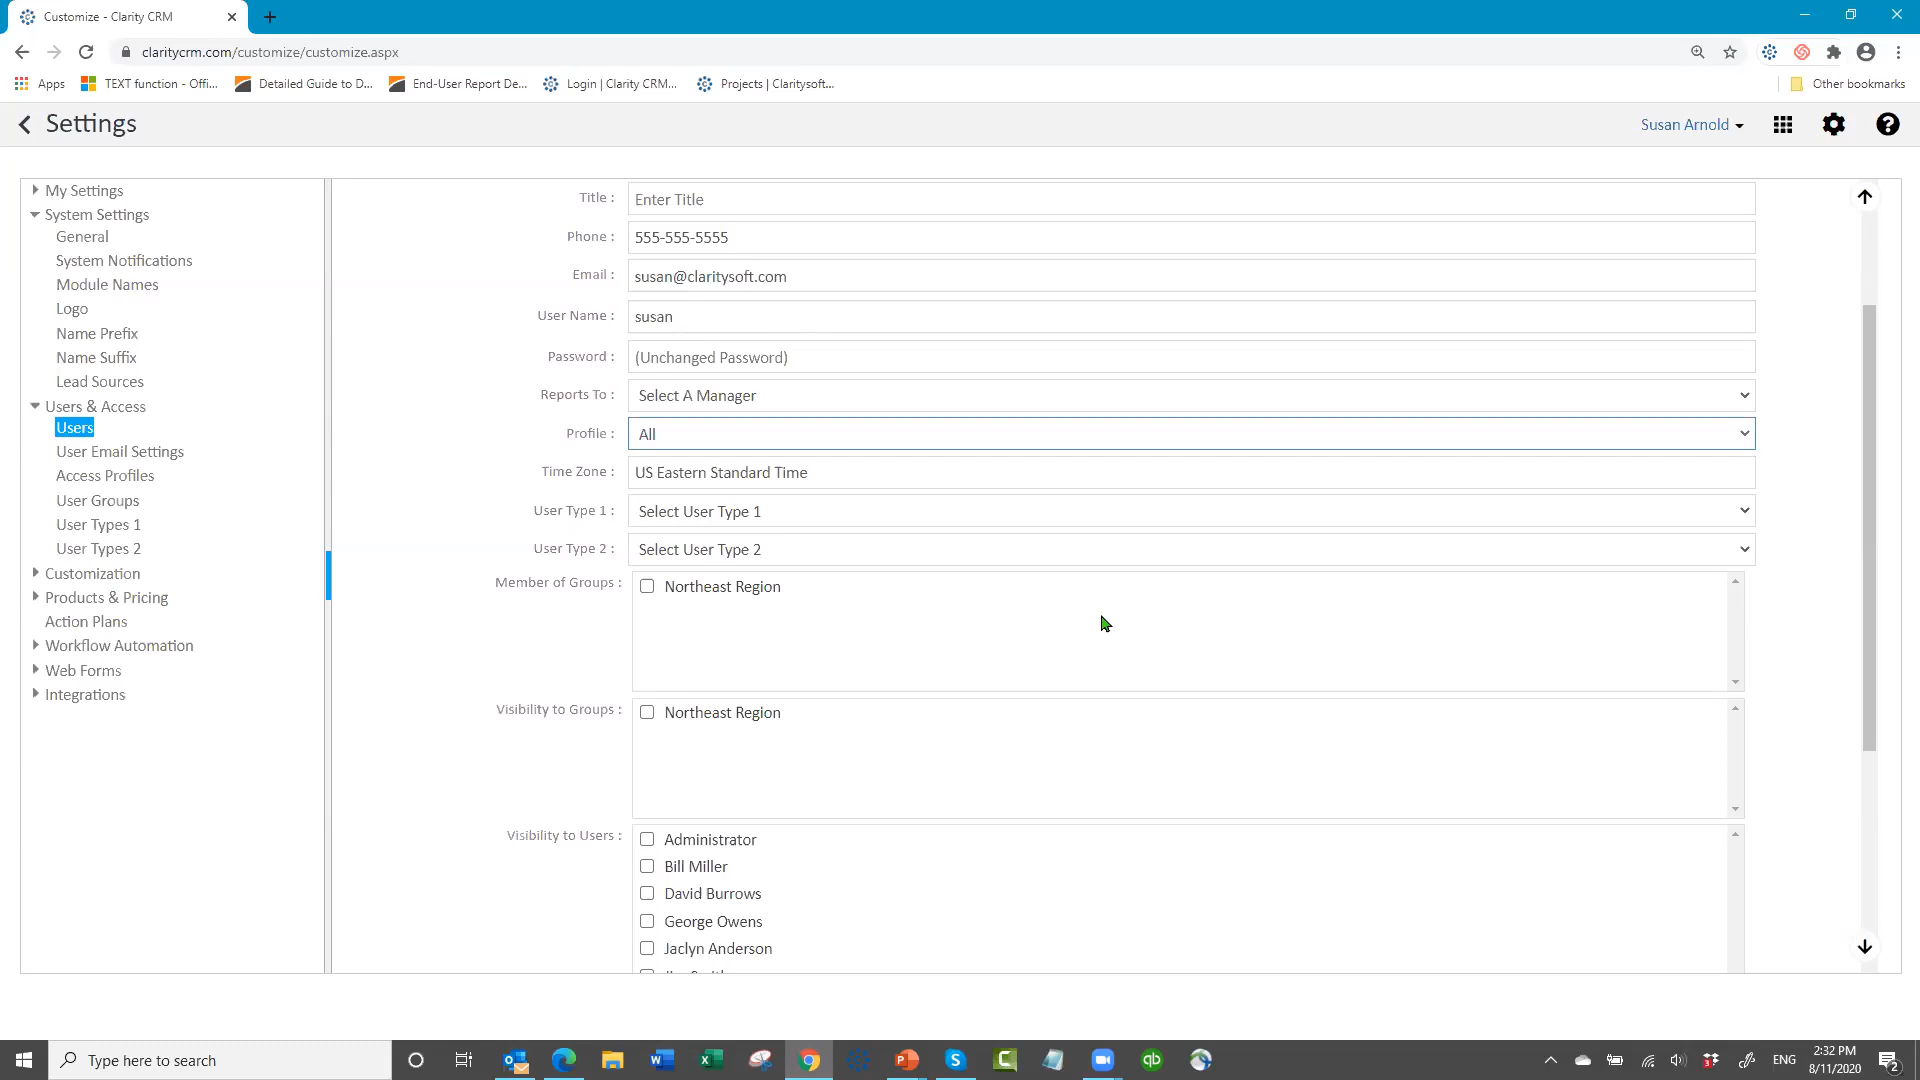 Customize - Clarity CRM
claritycrm.com/customize/customize.aspx
Apps
TEXT function - Offi...
Detailed Guide to D...
End-User Report De...
Login | Clarity CRM...
Projects | Claritysoft...
Other bookmarks
Settings
Susan Arnold
My Settings
System Settings
General
System Notifications
Module Names
Logo
Name Prefix
Name Suffix
Lead Sources
Users & Access
Users
User Email Settings
Access Profiles
User Groups
User Types 1
User Types 2
Customization
Products & Pricing
Action Plans
Workflow Automation
Web Forms
Integrations
Title : Enter Title
Phone : 555-555-5555
Email : susan@claritysoft.com
User Name : susan
Password : (Unchanged Password)
Reports To : Select A Manager
Profile : All
Time Zone : US Eastern Standard Time
User Type 1 : Select User Type 1
User Type 2 : Select User Type 2
Member of Groups : Northeast Region
Visibility to Groups : Northeast Region
Visibility to Users : Administrator
Bill Miller
David Burrows
George Owens
Jaclyn Anderson
Type here to search
ENG
2:32 PM
8/11/2020
2